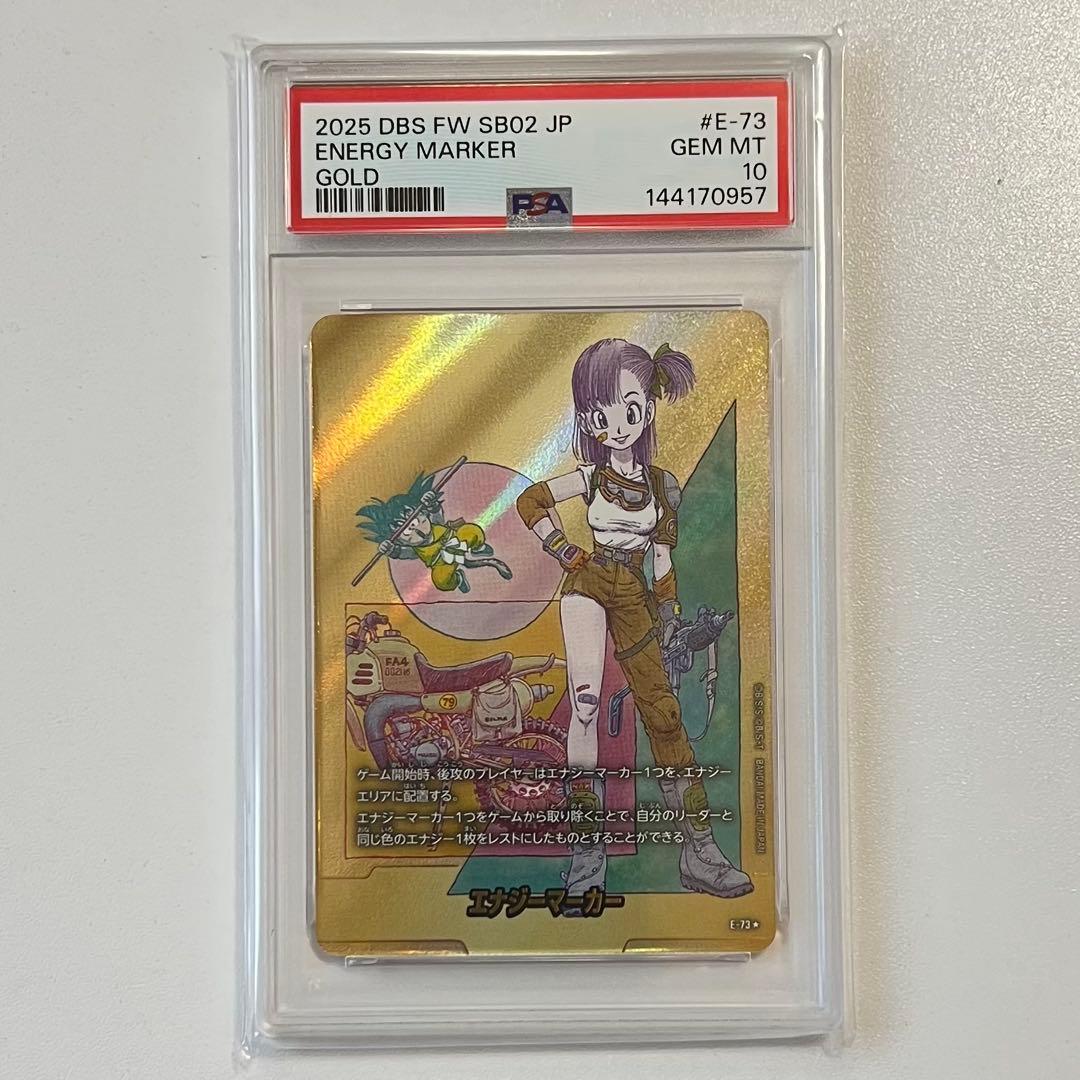 2025 DBS FW SB02 JP #E-73
ENERGY MARKER GEM MT
GOLD 10
PSA 144170957
FA4
79
ゲーム開始時、後攻のプレイヤーはエナジーマーカー1つを、エナジー
エリアに配置する。
エナジーマーカー1つをゲームから取り除くことで、自分のリーダーと
同じ色のエナジー1枚をレストにしたものとすることができる。
エナジーマーカー
E-73★